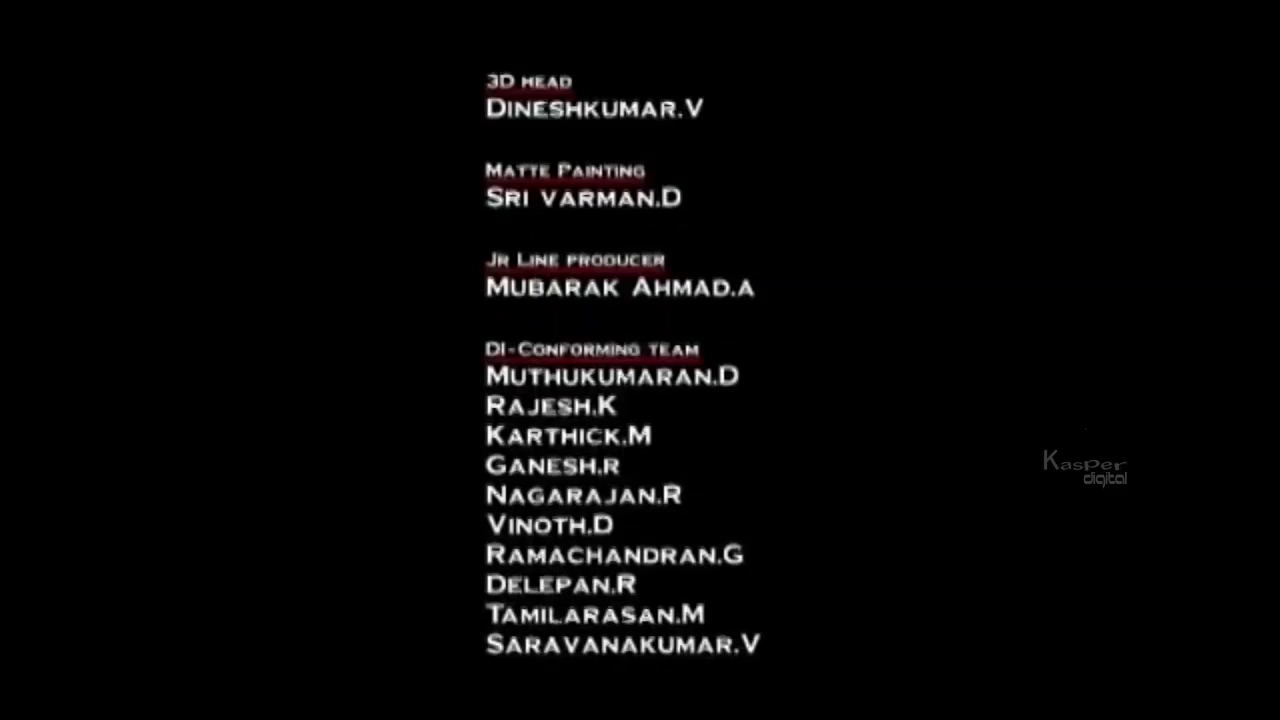 3D HEAD
DINESHKUMAR.V
MATTE PAINTING
SRI VARMAN.D
JR LINE PRODUCER
MUBARAK AHMAD.A
DI-CONFORMING TEAM
MUTHUKUMARAN.D
RAJESH.K
KARTHICK.M
GANESH.R
NAGARAJAN.R
VINOTH.D
RAMACHANDRAN.G
DELEPAN.R
TAMILARASAN.M
SARAVANAKUMAR.V
Kasper
digital